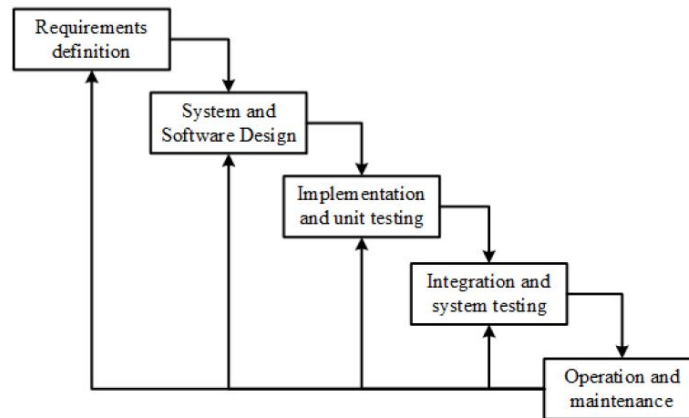 Requirements
definition
System and
Software Design
Implementation
and unit testing
Integration and
system testing
Operation and
maintenance